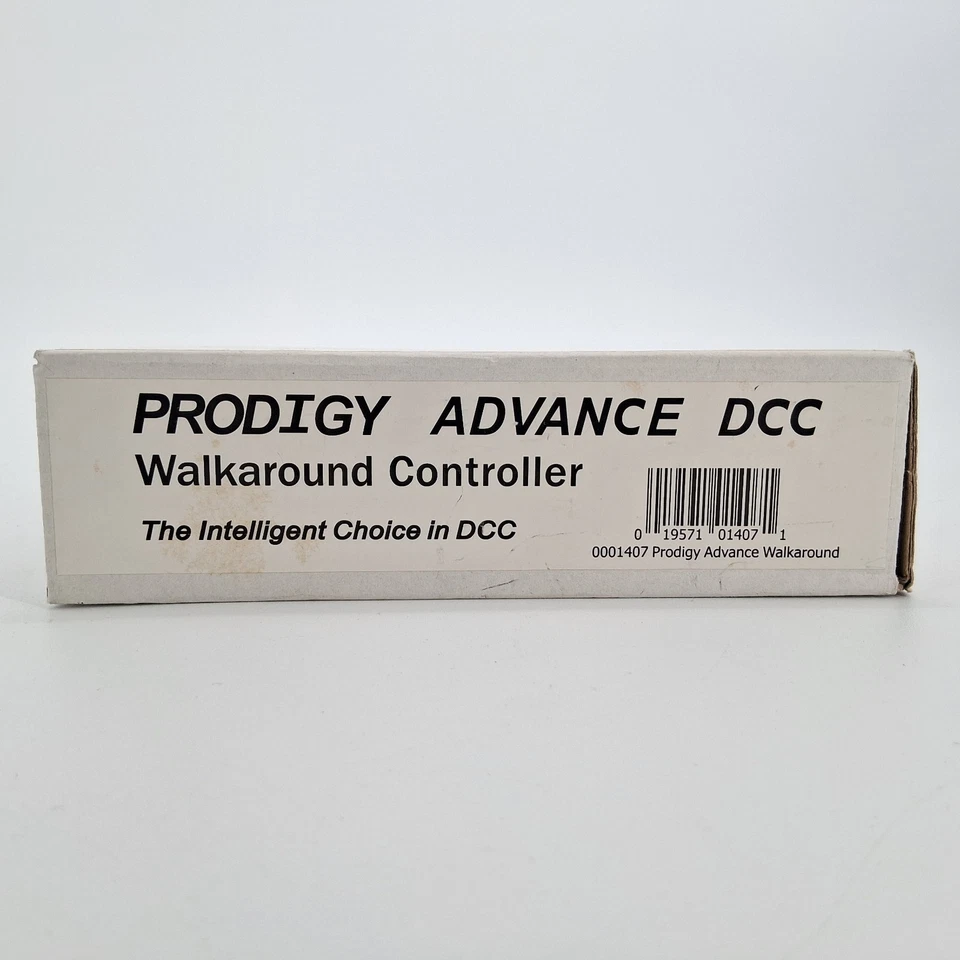 PRODIGY ADVANCE DCC
Walkaround Controller
The Intelligent Choice in DCC
0 19571 01407 1
0001407 Prodigy Advance Walkaround